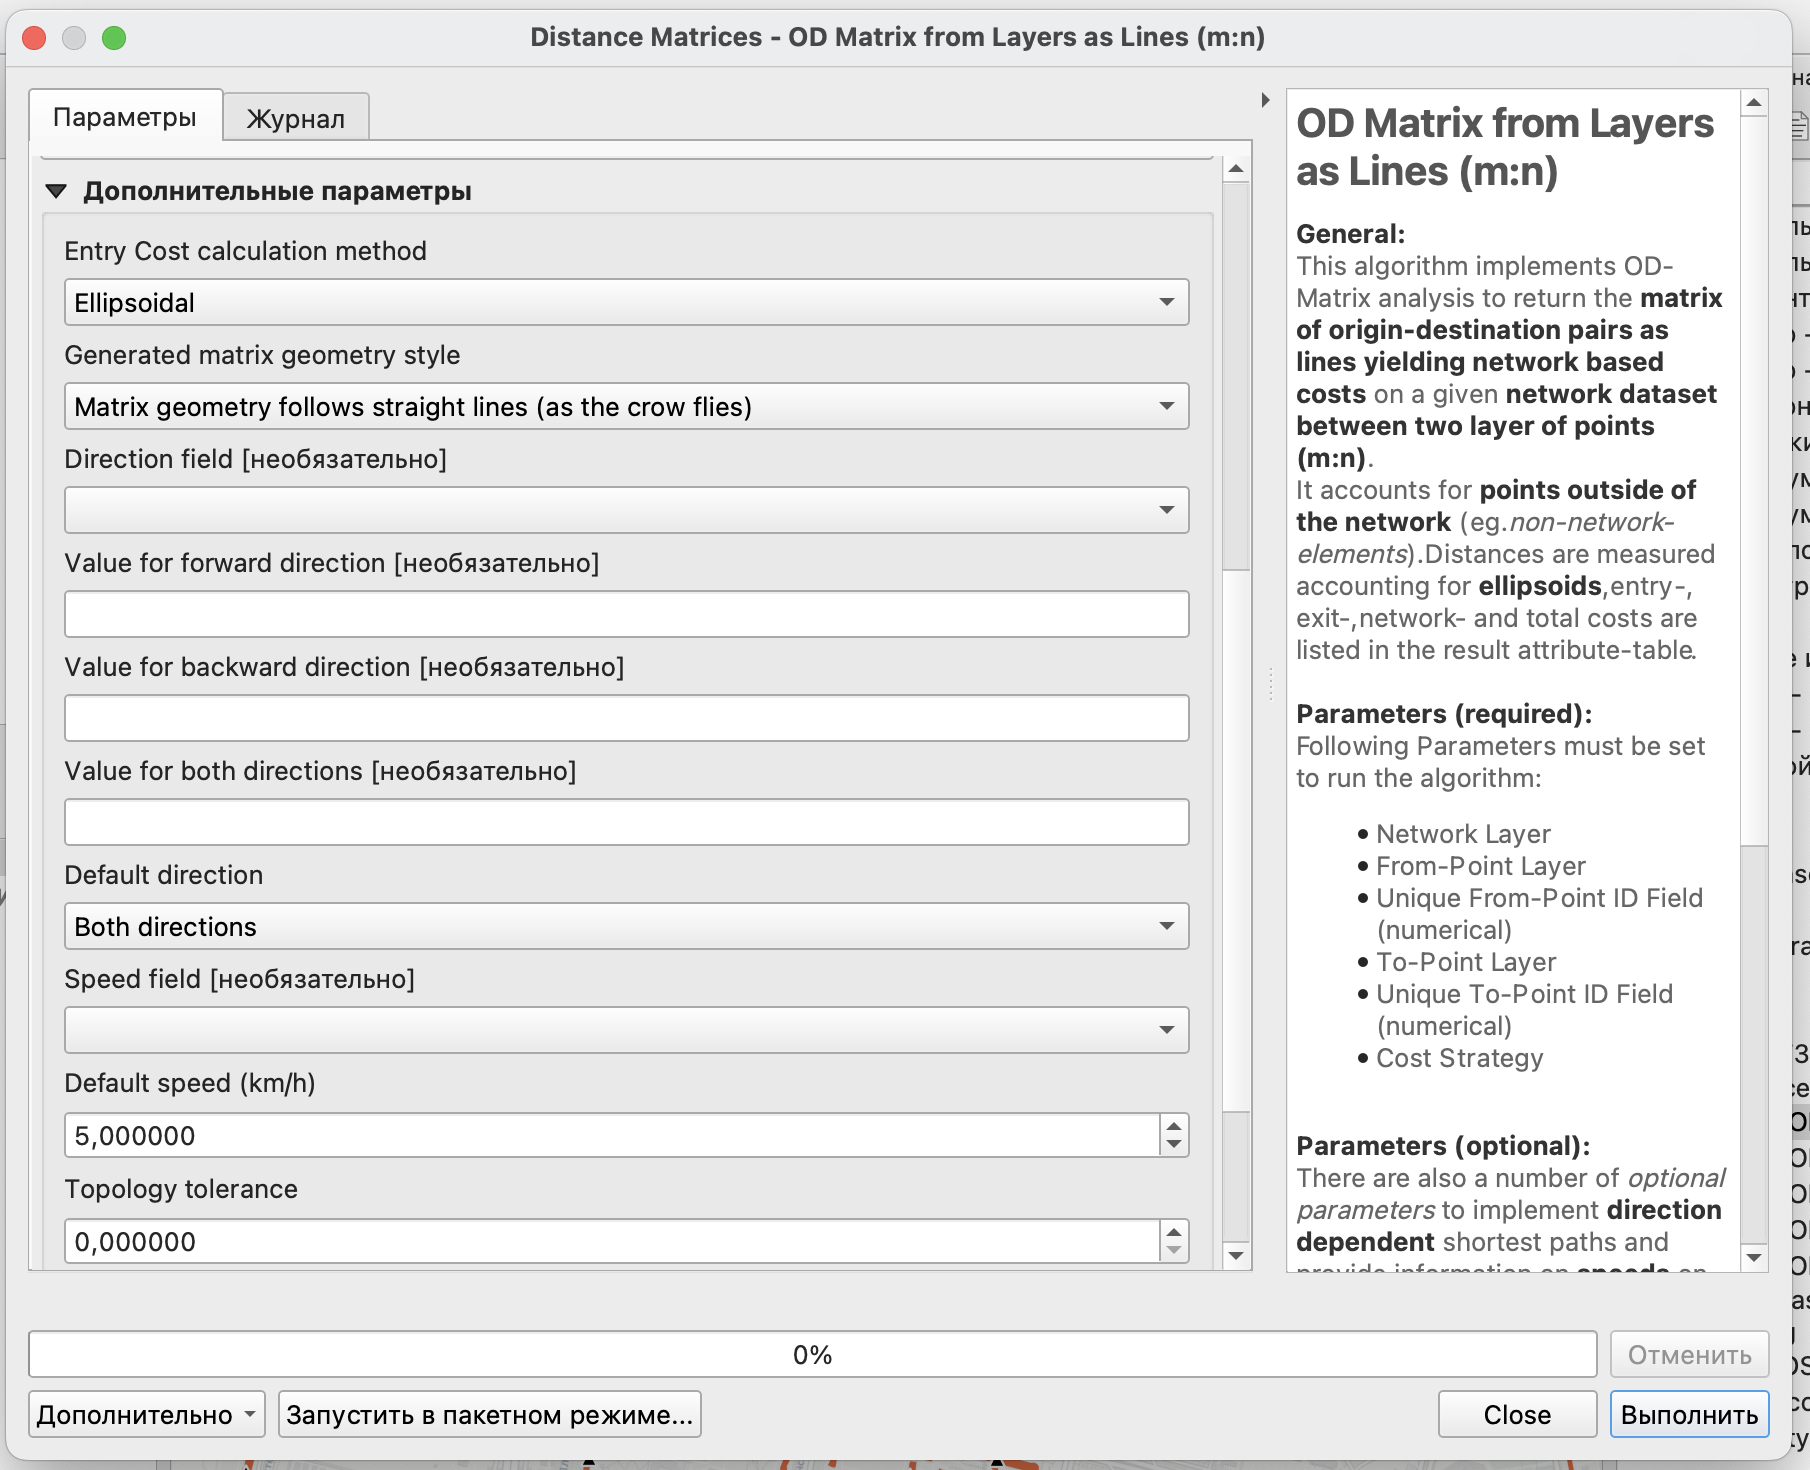 Distance Matrices - OD Matrix from Layers as Lines (m:n)
Параметры
Журнал
Дополнительные параметры
Entry Cost calculation method
Ellipsoidal
Generated matrix geometry style
Matrix geometry follows straight lines (as the crow flies)
Direction field [необязательно]
Value for forward direction [необязательно]
Value for backward direction [необязательно]
Value for both directions [необязательно]
Default direction
Both directions
Speed field [необязательно]
Default speed (km/h)
5,000000
Topology tolerance
0,000000
OD Matrix from Layers
as Lines (m:n)
General:
This algorithm implements OD-
Matrix analysis to return the matrix
of origin-destination pairs as
lines yielding network based
costs on a given network dataset
between two layer of points
(m:n).
It accounts for points outside of
the network (eg.non-network-
elements).Distances are measured
accounting for ellipsoids,entry-,
exit-,network- and total costs are
listed in the result attribute-table.
Parameters (required):
Following Parameters must be set
to run the algorithm:
• Network Layer
• From-Point Layer
• Unique From-Point ID Field
(numerical)
• To-Point Layer
• Unique To-Point ID Field
(numerical)
• Cost Strategy
Parameters (optional):
There are also a number of optional
parameters to implement direction
dependent shortest paths and
provide information on speeds on
0%
Отменить
Дополнительно
Запустить в пакетном режиме...
Close
Выполнить